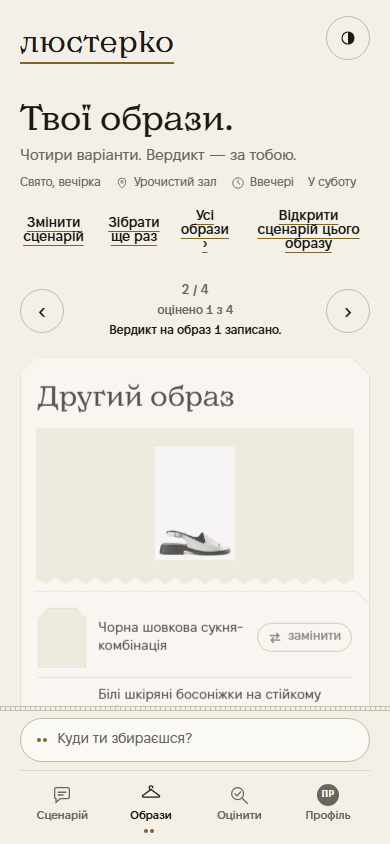 люстерко
Твої образи.
Чотири варіанти. Вердикт — за тобою.
Свято, вечірка Урочистий зал Ввечері У суботу
Змінити сценарій
Зібрати ще раз
Усі образи ›
Відкрити сценарій цього образу
‹
2 / 4
оцінено 1 з 4
Вердикт на образ 1 записано.
›
Другий образ
Чорна шовкова сукня-
комбінація
замінити
Білі шкіряні босоніжки на стійкому
Куди ти збираєшся?
Сценарій Образи Оцінити ПР Профіль